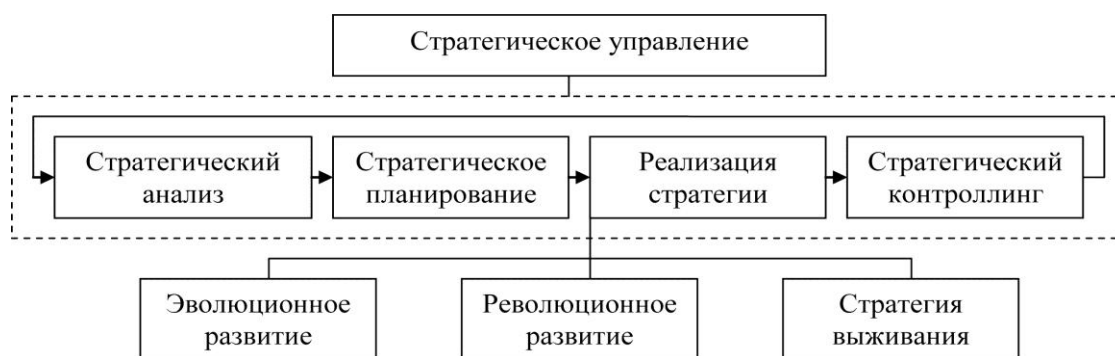 Стратегическое управление
Стратегический
анализ
Стратегическое
планирование
Реализация
стратегии
Стратегический
контроллинг
Эволюционное
развитие
Революционное
развитие
Стратегия
выживания